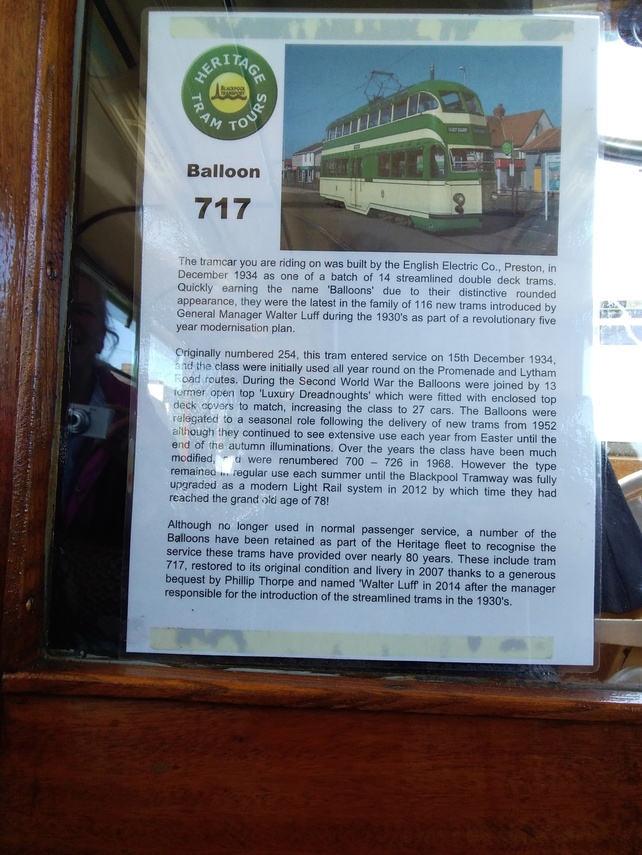 HERITAGE
BLACKPOOL
TRANSPORT
TRAM TOURS
Balloon
717
The tramcar you are riding on was built by the English Electric Co., Preston, in
December 1934 as one of a batch of 14 streamlined double deck trams.
Quickly earning the name 'Balloons' due to their distinctive rounded
appearance, they were the latest in the family of 116 new trams introduced by
General Manager Walter Luff during the 1930's as part of a revolutionary five
year modernisation plan.
Originally numbered 254, this tram entered service on 15th December 1934,
and the class were initially used all year round on the Promenade and Lytham
Road routes. During the Second World War the Balloons were joined by 13
former open top 'Luxury Dreadnoughts' which were fitted with enclosed top
deck covers to match, increasing the class to 27 cars. The Balloons were
relegated to a seasonal role following the delivery of new trams from 1952
although they continued to see extensive use each year from Easter until the
end of the autumn illuminations. Over the years the class have been much
modified, and were renumbered 700 – 726 in 1968. However the type
remained in regular use each summer until the Blackpool Tramway was fully
upgraded as a modern Light Rail system in 2012 by which time they had
reached the grand old age of 78!
Although no longer used in normal passenger service, a number of the
Balloons have been retained as part of the Heritage fleet to recognise the
service these trams have provided over nearly 80 years. These include tram
717, restored to its original condition and livery in 2007 thanks to a generous
bequest by Phillip Thorpe and named 'Walter Luff' in 2014 after the manager
responsible for the introduction of the streamlined trams in the 1930's.